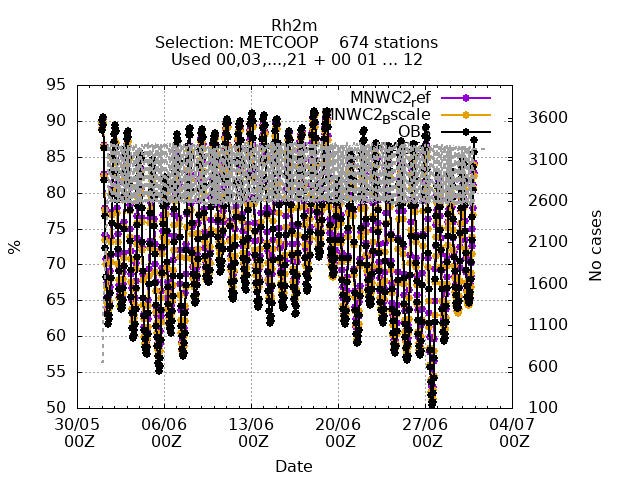 Rh2m
Selection: METCOOP 674 stations
Used 00,03,...,21 + 00 01 ... 12
MNWC2ref
MNWC2Bscale
OBS
95
90
85
80
75
70
65
60
55
50
%
3600
3100
2600
2100
1600
1100
600
100
No cases
30/05 06/06 13/06 20/06 27/06 04/07
00Z 00Z 00Z 00Z 00Z 00Z
Date